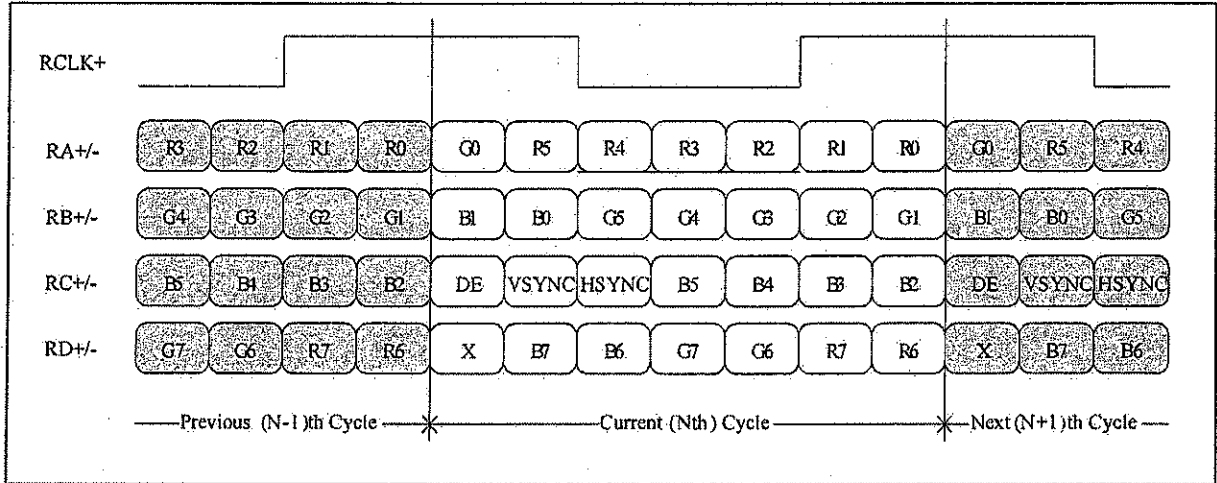 RCLK+
RA+/- R3 R2 R1 R0 G0 R5 R4 R3 R2 R1 R0 G0 R5 R4
RB+/- G4 G3 G2 G1 B1 B0 G5 G4 G3 G2 G1 B1 B0 G5
RC+/- B5 B4 B3 B2 DE VSYNC HSYNC B5 B4 B3 B2 DE VSYNC HSYNC
RD+/- G7 G6 R7 R6 X B7 B6 G7 G6 R7 R6 X B7 B6
Previous (N-1)th Cycle Current (Nth) Cycle Next (N+1)th Cycle